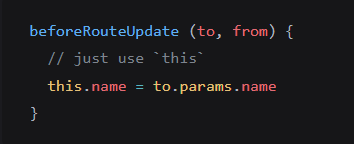 beforeRouteUpdate (to, from) {
  // just use `this`
  this.name = to.params.name
}